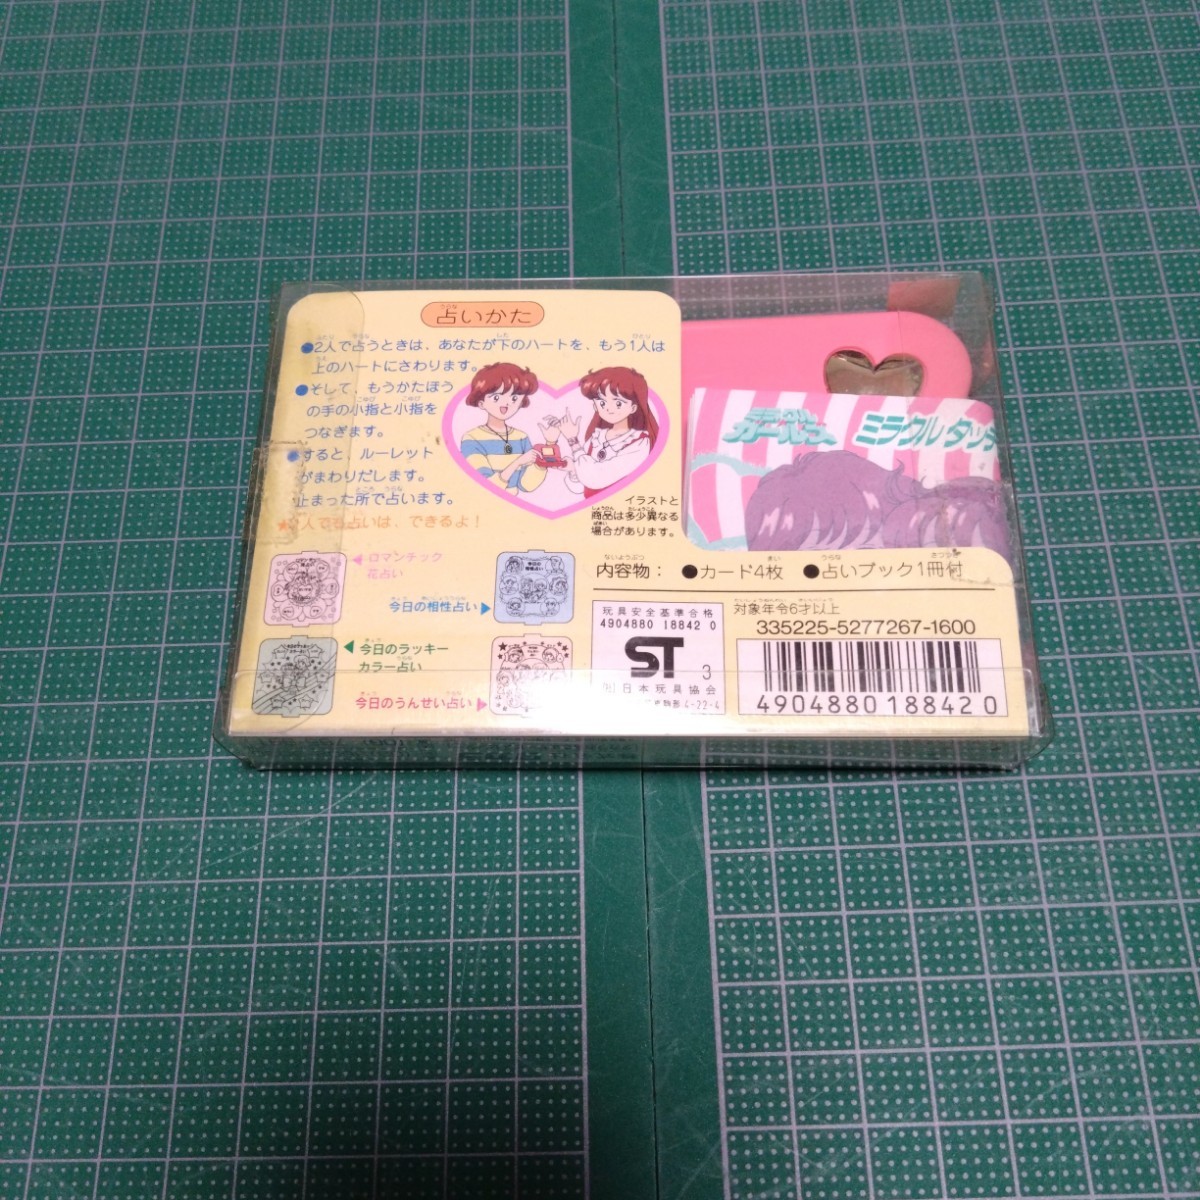 占いかた
●2人で占うときは、あなたが下のハートを、もう1人は
上のハートにさわります。
●そして、もうかたほう
の手の小指と小指を
つなぎます。
●すると、ルーレット
がまわりだします。
止まった所で占います。
人でも占いは、できるよ!
イラストと
商品は多少異なる
場合があります。
ミラクル
ガールズ
ミラクルタッチ
◀ロマンチック
花占い
今日の相性占い▶
◀今日のラッキー
カラー占い
今日のうんせい占い▶
内容物: ●カード4枚 ●占いブック1冊付
玩具安全基準合格
4904880 18842 0
ST 3
日本玩具協会
4-22-4
対象年令6才以上
335225-5277267-1600
4904880188420